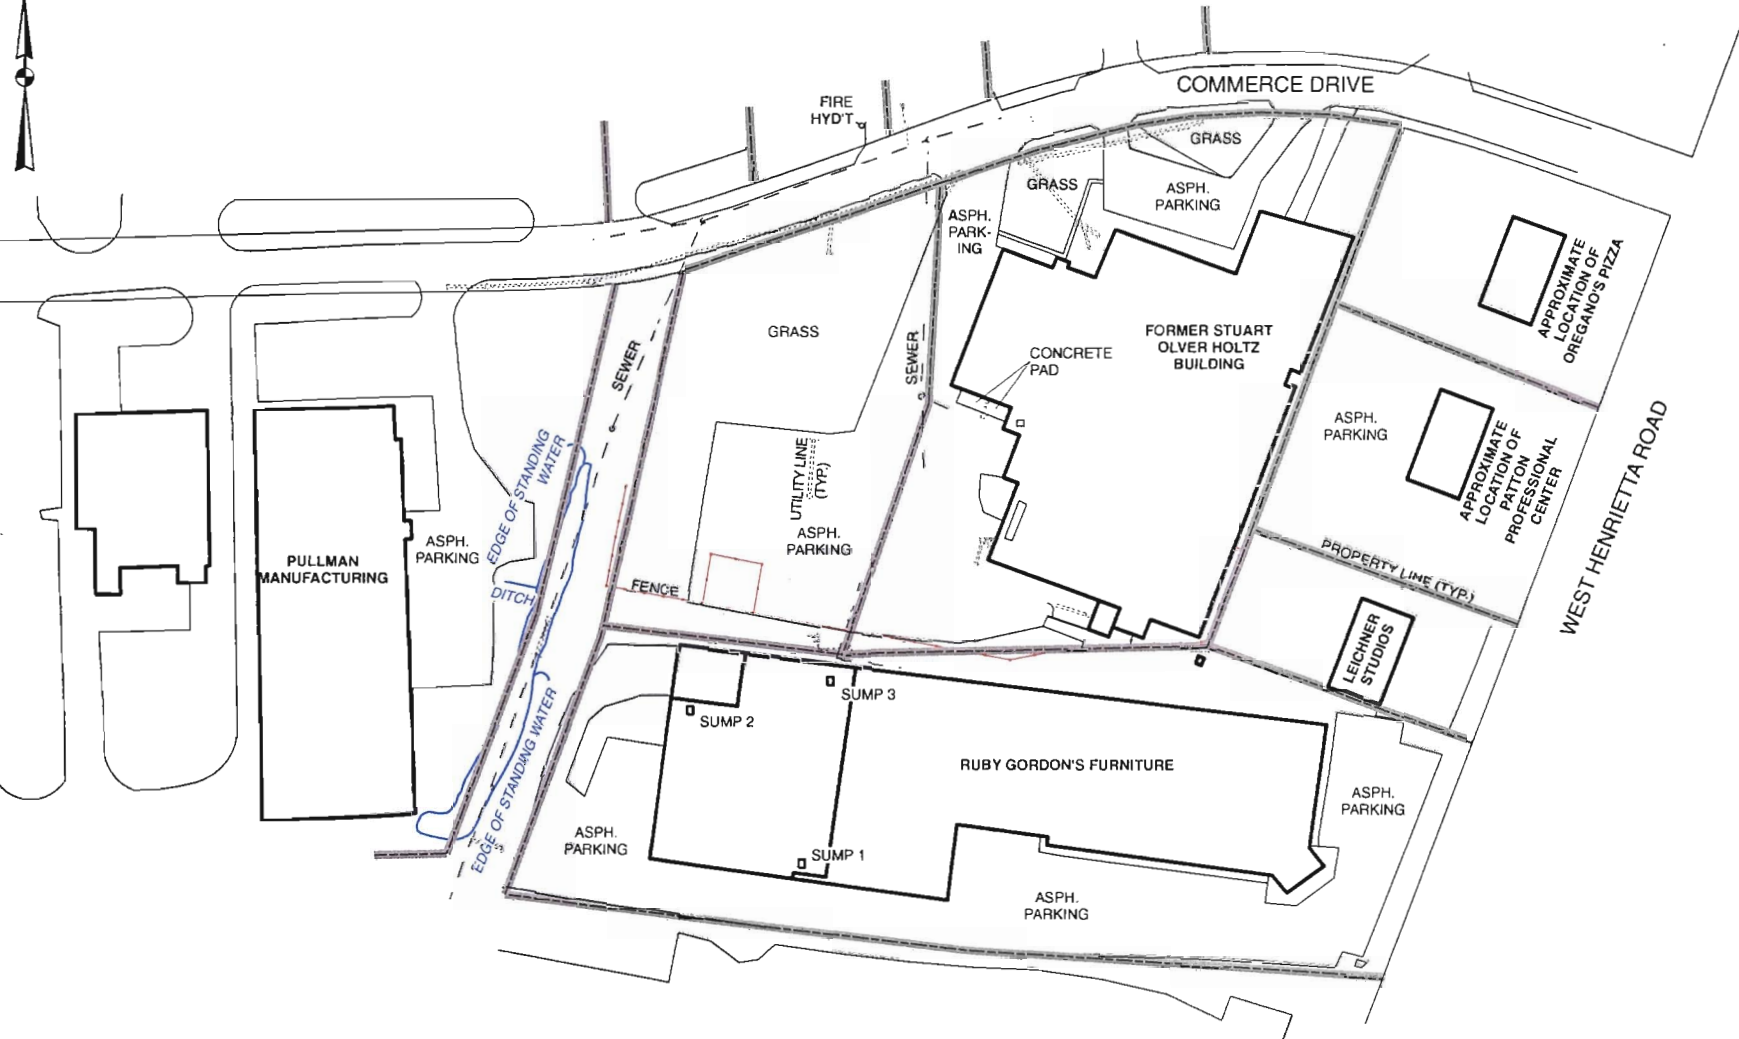 COMMERCE DRIVE
FIRE
HYD'T
GRASS
GRASS
ASPH.
PARKING
ASPH.
PARK-
ING
APPROXIMATE
LOCATION OF
OREGANO'S PIZZA
GRASS
SEWER
SEWER
CONCRETE
PAD
FORMER STUART
OLVER HOLTZ
BUILDING
ASPH.
PARKING
APPROXIMATE
LOCATION OF
PATTON
PROFESSIONAL
CENTER
WEST HENRIETTA ROAD
EDGE OF STANDING
WATER
UTILITY LINE
(TYP.)
ASPH.
PARKING
ASPH.
PARKING
PULLMAN
MANUFACTURING
DITCH
FENCE
PROPERTY LINE (TYP.)
LEICHNER
STUDIOS
SUMP 3
SUMP 2
EDGE OF STANDING WATER
RUBY GORDON'S FURNITURE
ASPH.
PARKING
ASPH.
PARKING
SUMP 1
ASPH.
PARKING